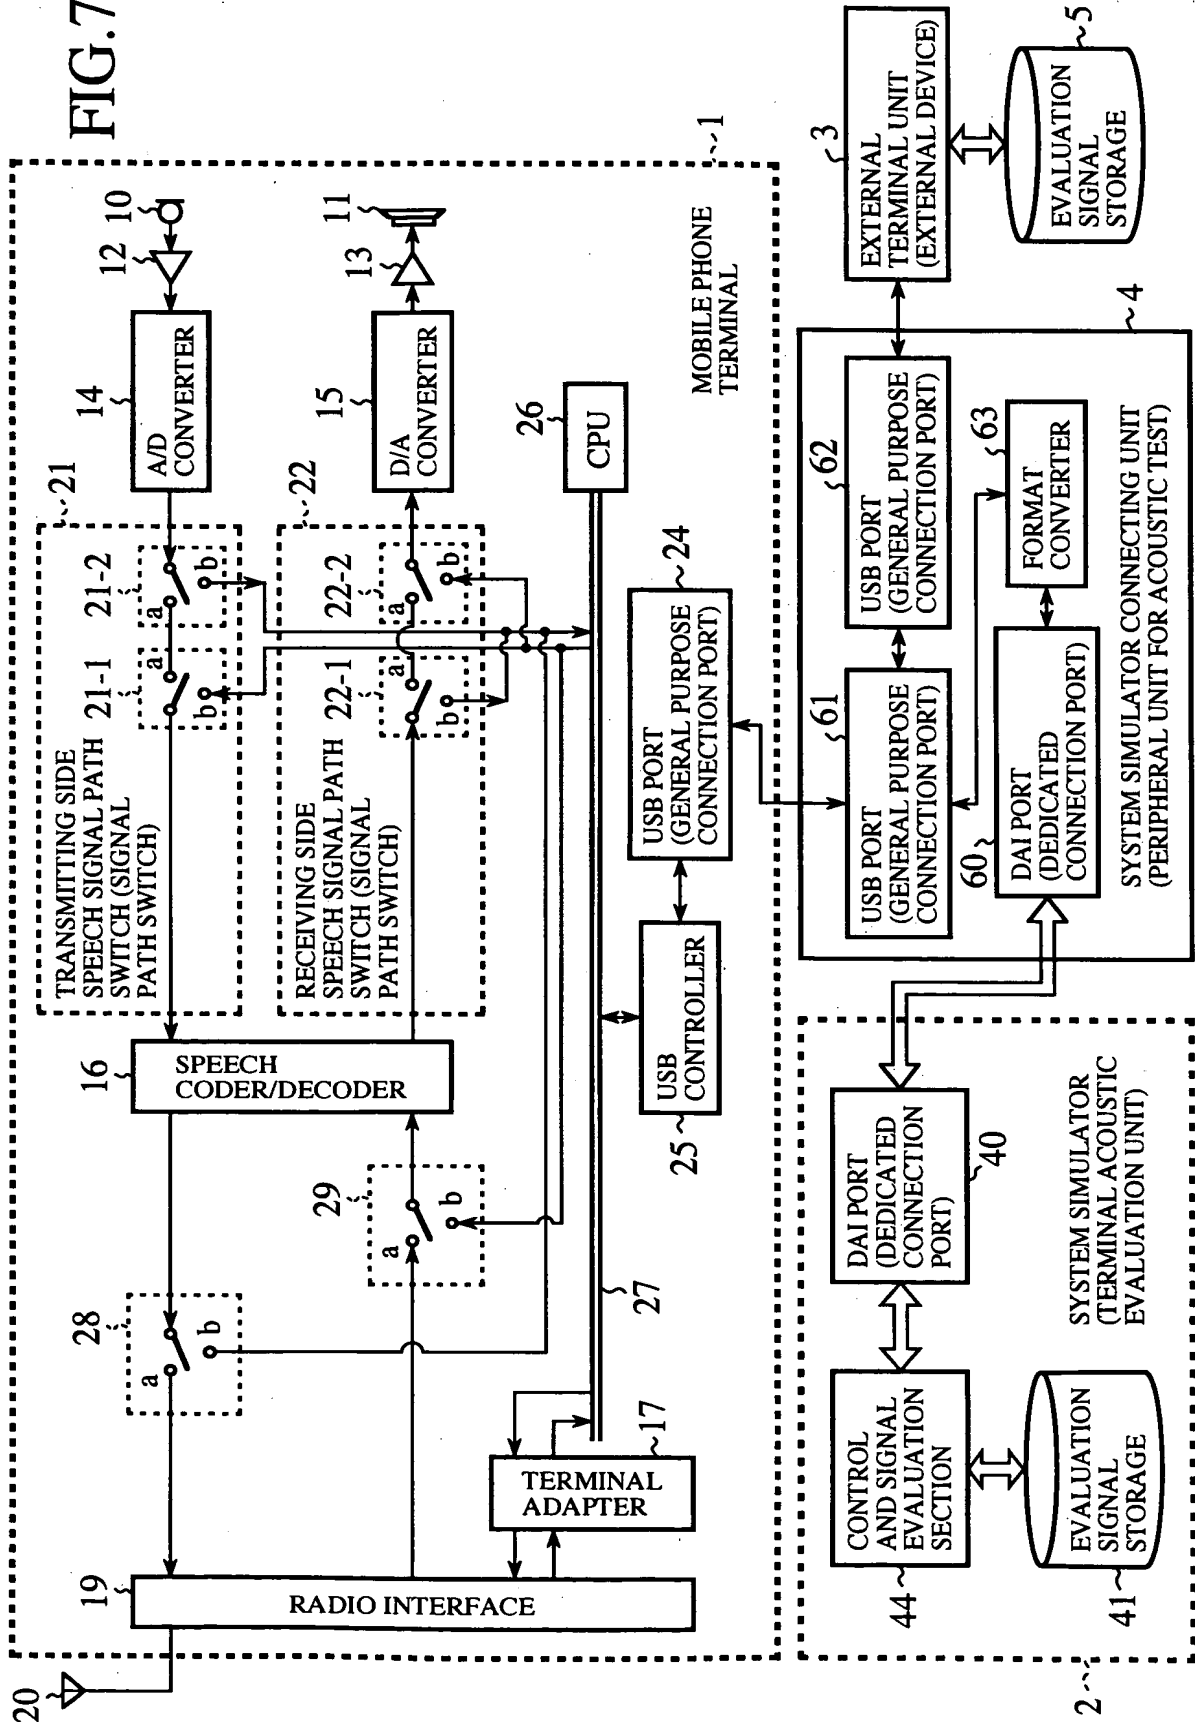 FIG.7
20
19
RADIO INTERFACE
28
a
b
29
a
b
16
SPEECH
CODER/DECODER
TRANSMITTING SIDE
SPEECH SIGNAL PATH
SWITCH (SIGNAL
PATH SWITCH)
21
21-1
a
b
21-2
a
b
14
A/D
CONVERTER
12
10
RECEIVING SIDE
SPEECH SIGNAL PATH
SWITCH (SIGNAL
PATH SWITCH)
22
22-1
a
b
22-2
a
b
15
D/A
CONVERTER
13
11
17
TERMINAL
ADAPTER
27
26
CPU
25
USB
CONTROLLER
24
USB PORT
(GENERAL PURPOSE
CONNECTION PORT)
MOBILE PHONE
TERMINAL
1
2
44
CONTROL
AND SIGNAL
EVALUATION
SECTION
41
EVALUATION
SIGNAL
STORAGE
DAI PORT
(DEDICATED
CONNECTION
PORT)
40
SYSTEM SIMULATOR
(TERMINAL ACOUSTIC
EVALUATION UNIT)
61
USB PORT
(GENERAL PURPOSE
CONNECTION PORT)
62
USB PORT
(GENERAL PURPOSE
CONNECTION PORT)
60
DAI PORT
(DEDICATED
CONNECTION PORT)
63
FORMAT
CONVERTER
SYSTEM SIMULATOR CONNECTING UNIT
(PERIPHERAL UNIT FOR ACOUSTIC TEST)
4
3
EXTERNAL
TERMINAL UNIT
(EXTERNAL DEVICE)
5
EVALUATION
SIGNAL
STORAGE